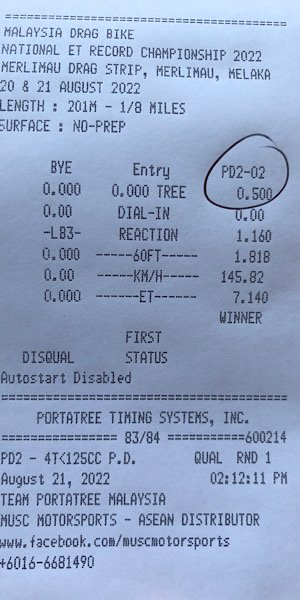 =====================================
MALAYSIA DRAG BIKE
NATIONAL ET RECORD CHAMPIONSHIP 2022
MERLIMAU DRAG STRIP, MERLIMAU, MELAKA
20 & 21 AUGUST 2022
LENGTH : 201M - 1/8 MILES
SURFACE : NO-PREP
BYE Entry PD2-02
0.000 0.000 TREE 0.500
0.00 DIAL-IN 0.00
-LB3- REACTION 1.160
0.000 ------60FT----- 1.818
0.00 ------KM/H----- 145.82
0.000 -------ET------ 7.140
WINNER
FIRST
DISQUAL STATUS
Autostart Disabled
=====================================
PORTATREE TIMING SYSTEMS, INC.
================ 83/84 ===========600214
PD2 - 4T<125CC P.D. QUAL RND 1
August 21, 2022 02:12:11 PM
TEAM PORTATREE MALAYSIA
MUSC MOTORSPORTS - ASEAN DISTRIBUTOR
www.facebook.com/muscmotorsports
+6016-6681490